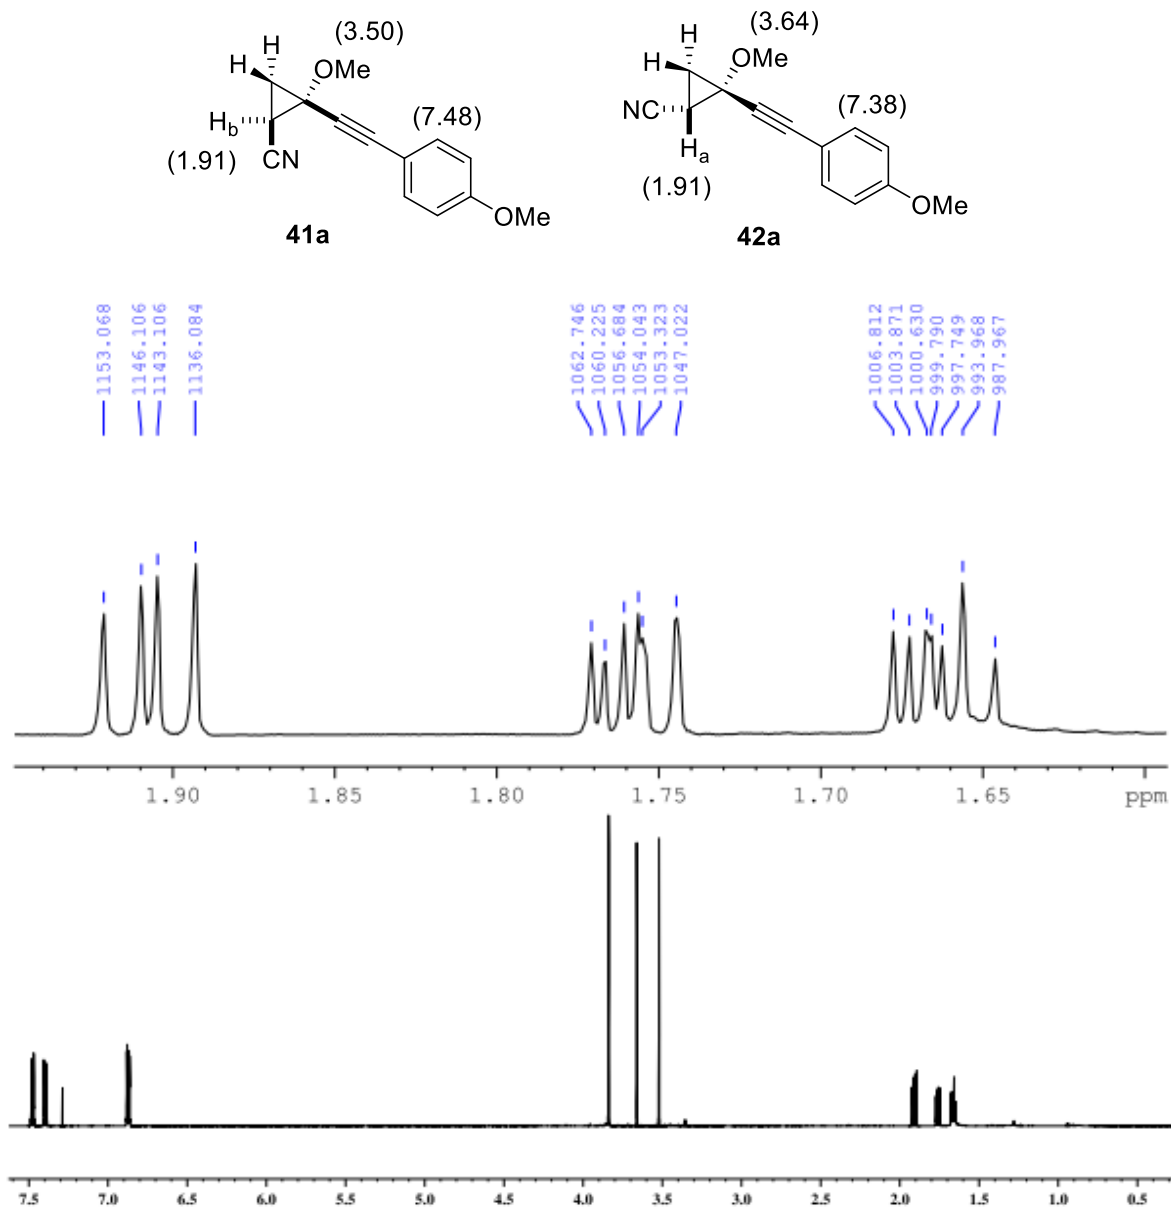 (3.50)
H
H
OMe
Hb
(7.48)
(1.91)
CN
OMe
41a
(3.64)
H
H
OMe
NC
(7.38)
Ha
(1.91)
OMe
42a
1153.068
1146.106
1143.106
1136.084
1062.746
1060.225
1056.684
1054.043
1053.323
1047.022
1006.812
1003.871
1000.630
999.790
997.749
993.968
987.967
1.90 1.85 1.80 1.75 1.70 1.65 ppm
7.5 7.0 6.5 6.0 5.5 5.0 4.5 4.0 3.5 3.0 2.5 2.0 1.5 1.0 0.5